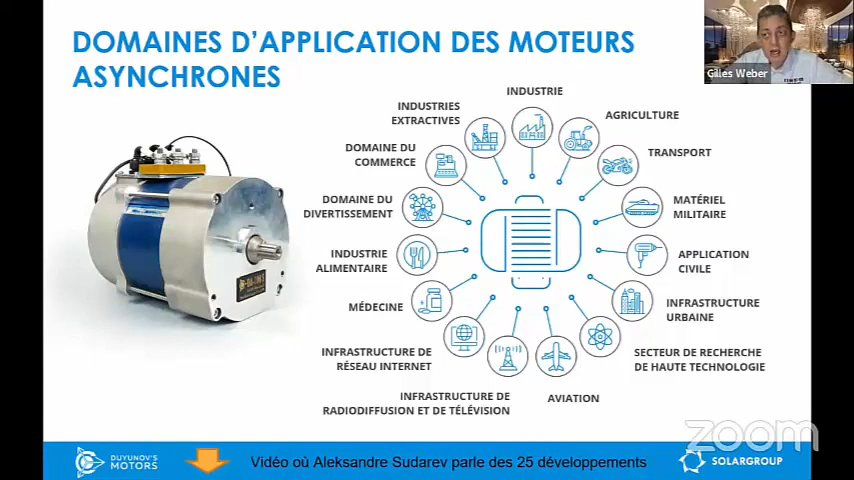 DOMAINES D'APPLICATION DES MOTEURS
ASYNCHRONES
Gilles Weber
INDUSTRIE
INDUSTRIES
EXTRACTIVES
AGRICULTURE
DOMAINE DU
COMMERCE
TRANSPORT
DOMAINE DU
DIVERTISSEMENT
MATÉRIEL
MILITAIRE
INDUSTRIE
ALIMENTAIRE
APPLICATION
CIVILE
MÉDECINE
INFRASTRUCTURE
URBAINE
INFRASTRUCTURE DE
RÉSEAU INTERNET
SECTEUR DE RECHERCHE
DE HAUTE TECHNOLOGIE
INFRASTRUCTURE DE
RADIODIFFUSION ET DE TÉLÉVISION
AVIATION
zoom
DUYUNOV'S
MOTORS
Vidéo où Aleksandre Sudarev parle des 25 développements
SOLARGROUP